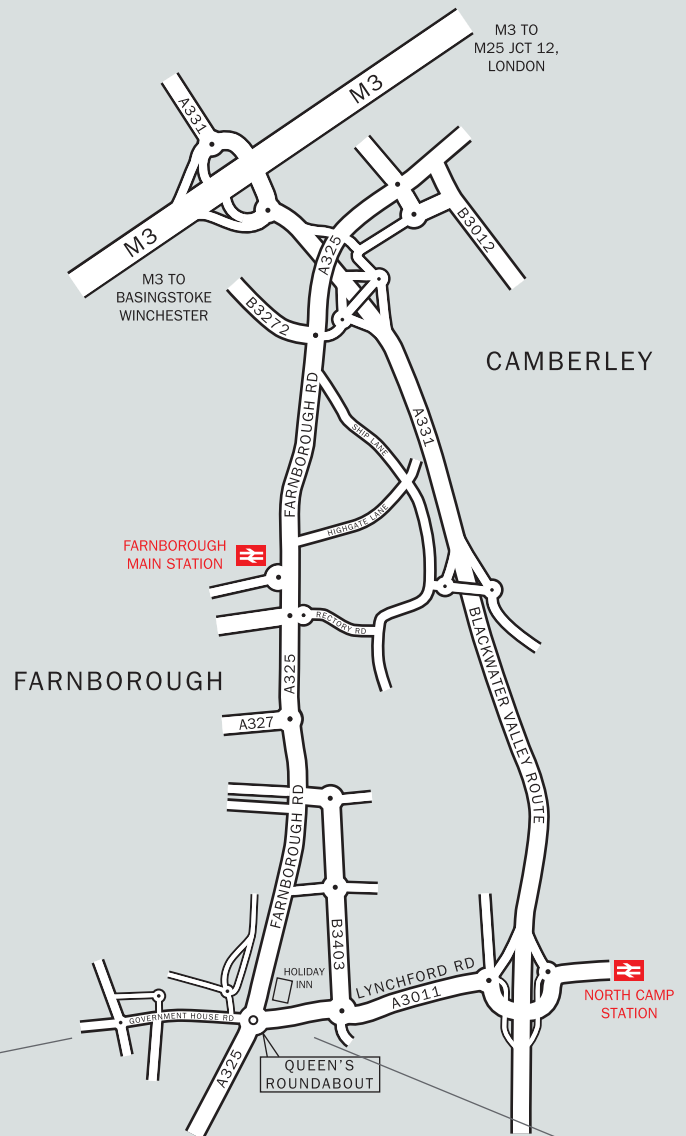 M3 TO
M25 JCT 12,
LONDON
M3
A331
M3
M3 TO
BASINGSTOKE
WINCHESTER
A325
B3012
B3272
CAMBERLEY
FARNBOROUGH RD
A331
SHIP LANE
HIGHGATE LANE
FARNBOROUGH
MAIN STATION
RECTORY RD
BLACKWATER VALLEY ROUTE
FARNBOROUGH
A325
A327
FARNBOROUGH RD
B3403
LYNCHFORD RD
A3011
HOLIDAY
INN
NORTH CAMP
STATION
GOVERNMENT HOUSE RD
A325
QUEEN'S
ROUNDABOUT